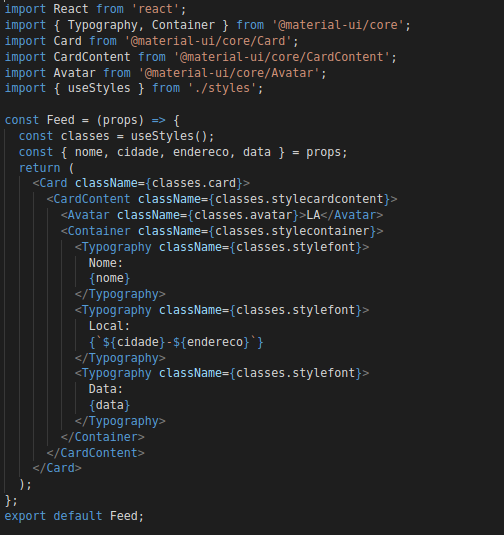 import React from 'react';
import { Typography, Container } from '@material-ui/core';
import Card from '@material-ui/core/Card';
import CardContent from '@material-ui/core/CardContent';
import Avatar from '@material-ui/core/Avatar';
import { useStyles } from './styles';

const Feed = (props) => {
  const classes = useStyles();
  const { nome, cidade, endereco, data } = props;
  return (
    <Card className={classes.card}>
      <CardContent className={classes.stylecardcontent}>
        <Avatar className={classes.avatar}>LA</Avatar>
        <Container className={classes.stylecontainer}>
          <Typography className={classes.stylefont}>
            Nome:
            {nome}
          </Typography>
          <Typography className={classes.stylefont}>
            Local:
            {`${cidade}-${endereco}`}
          </Typography>
          <Typography className={classes.stylefont}>
            Data:
            {data}
          </Typography>
        </Container>
      </CardContent>
    </Card>
  );
};
export default Feed;